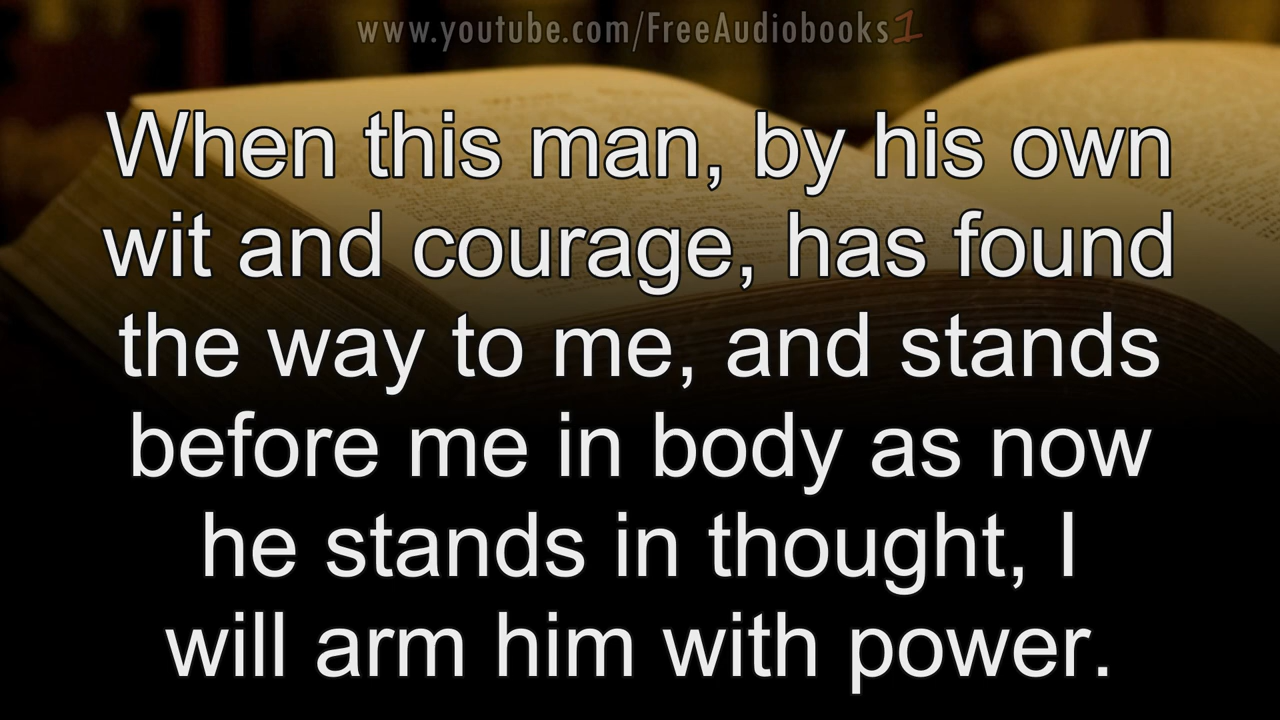 www.youtube.com/FreeAudiobooks1
When this man, by his own
wit and courage, has found
the way to me, and stands
before me in body as now
he stands in thought, I
will arm him with power.